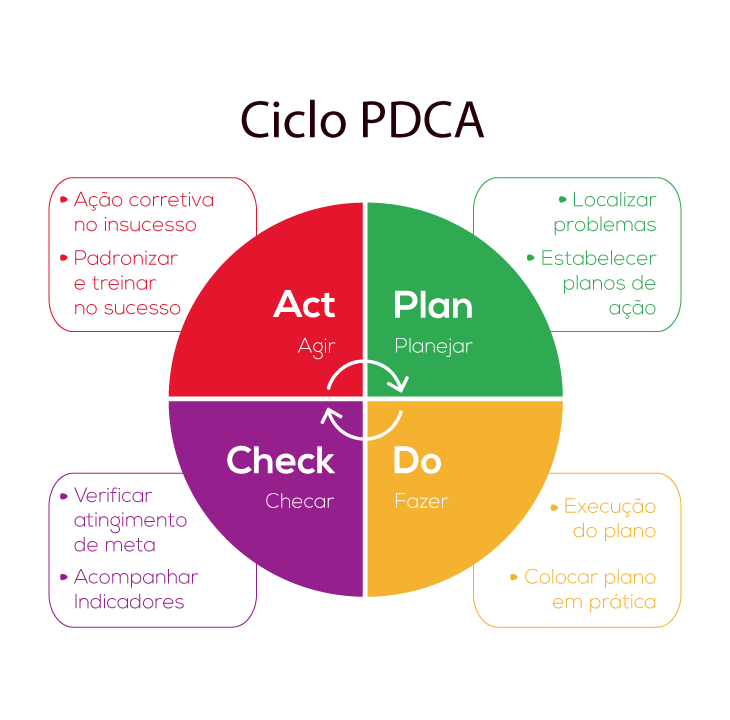 Ciclo PDCA
• Ação corretiva
no insucesso
• Padronizar
e treinar
no sucesso
Act
Agir
Plan
Planejar
• Localizar
problemas
• Estabelecer
planos de
ação
Check
Checar
Do
Fazer
• Verificar
atingimento
de meta
• Acompanhar
Indicadores
• Execução
do plano
• Colocar plano
em prática